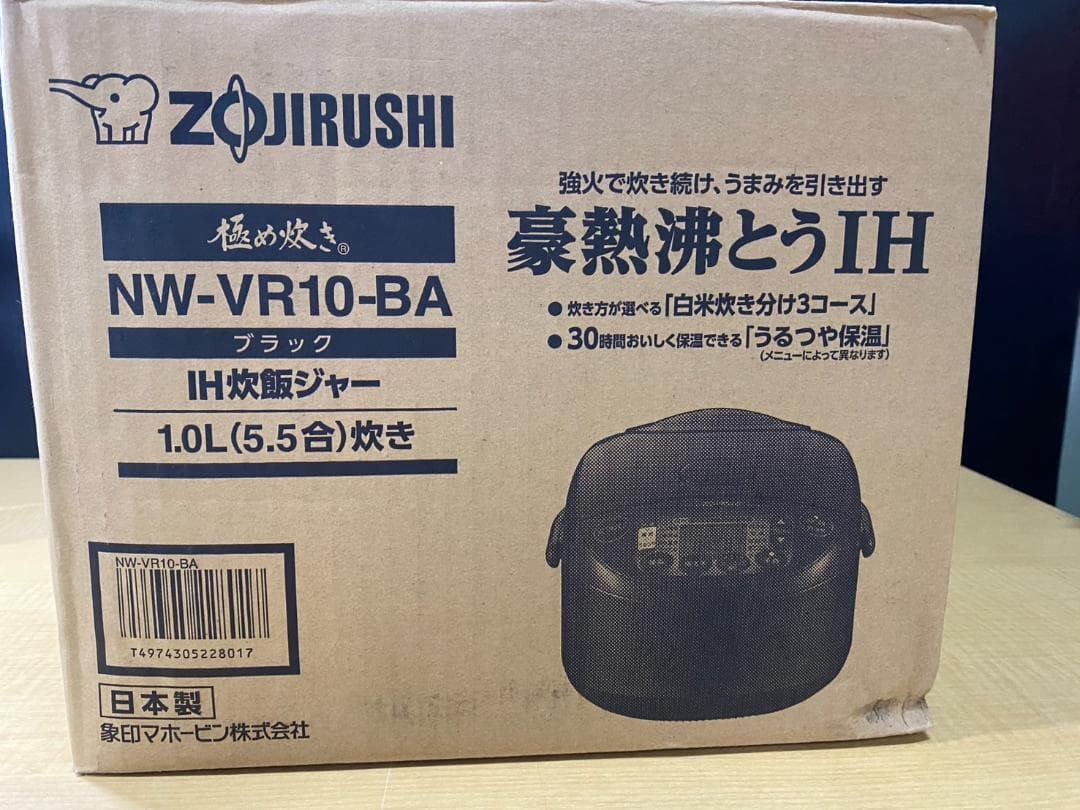 ZOJIRUSHI
極め炊き®
NW-VR10-BA
ブラック
IH炊飯ジャー
1.0L(5.5合)炊き
NW-VR10-BA
T4974305228017
日本製
象印マホービン株式会社
強火で炊き続け、うまみを引き出す
豪熱沸とうIH
●炊き方が選べる「白米炊き分け3コース」
●30時間おいしく保温できる「うるつや保温」
(メニューによって異なります)
ZOJIRUSHI